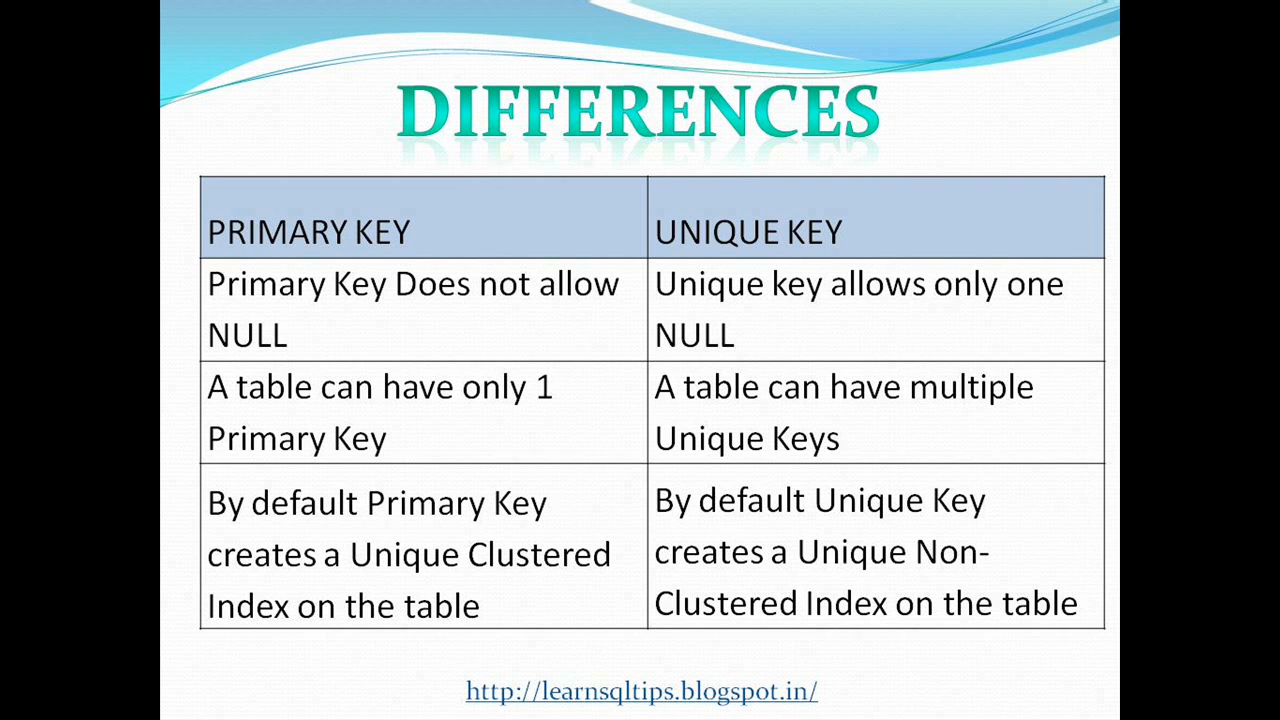 DIFFERENCES
PRIMARY KEY
UNIQUE KEY
Primary Key Does not allow
NULL
Unique key allows only one
NULL
A table can have only 1
Primary Key
A table can have multiple
Unique Keys
By default Primary Key
creates a Unique Clustered
Index on the table
By default Unique Key
creates a Unique Non-
Clustered Index on the table
http://learnsqltips.blogspot.in/